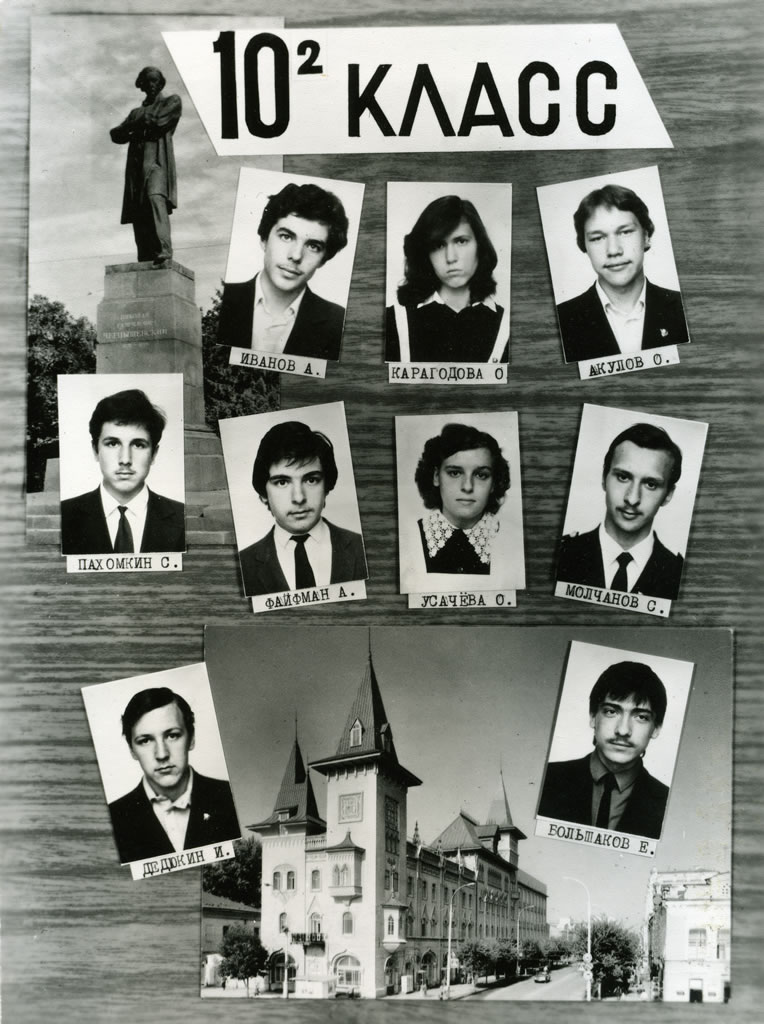 10² КЛАСС
ИВАНОВ А.
КАРАГОДОВА О
АКУЛОВ О.
ПАХОМКИН С.
ФАЙФМАН А.
УСАЧЁВА О.
МОЛЧАНОВ С.
ДЕДЮКИН И.
БОЛЬШАКОВ Е.